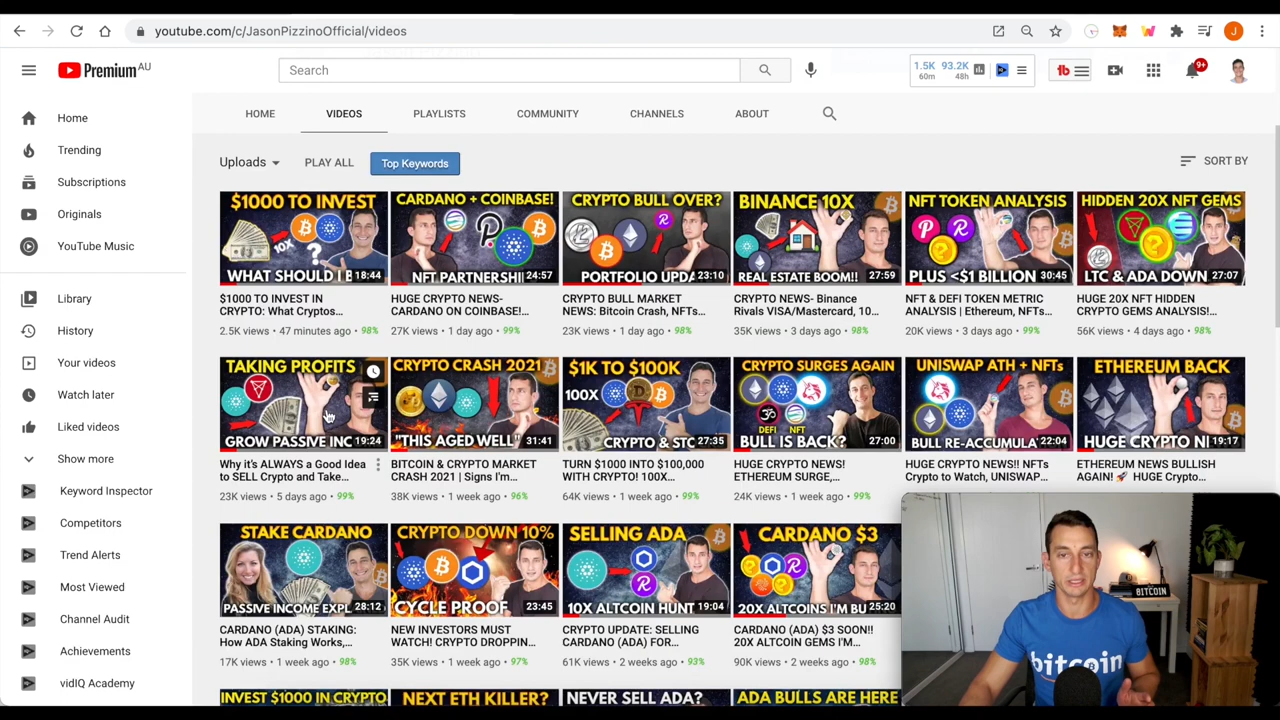 youtube.com/c/JasonPizzinoOfficial/videos
J
Premium AU
Search
1.5K 93.2K
60m 48h
tb
9+
HOME VIDEOS PLAYLISTS COMMUNITY CHANNELS ABOUT
Home
Trending
Subscriptions
Originals
YouTube Music
Library
History
Your videos
Watch later
Liked videos
Show more
Keyword Inspector
Competitors
Trend Alerts
Most Viewed
Channel Audit
Achievements
vidIQ Academy
Uploads PLAY ALL Top Keywords SORT BY
$1000 TO INVEST
10X
?
WHAT SHOULD I B 18:44
$1000 TO INVEST IN
CRYPTO: What Cryptos...
2.5K views • 47 minutes ago • 98%
CARDANO + COINBASE!
NFT PARTNERSHI 24:57
HUGE CRYPTO NEWS-
CARDANO ON COINBASE!...
27K views • 1 day ago • 99%
CRYPTO BULL OVER?
PORTFOLIO UPDA 23:10
CRYPTO BULL MARKET
NEWS: Bitcoin Crash, NFTs...
23K views • 1 day ago • 98%
BINANCE 10X
REAL ESTATE BOOM!! 27:59
CRYPTO NEWS- Binance
Rivals VISA/Mastercard, 10...
35K views • 3 days ago • 98%
NFT TOKEN ANALYSIS
PLUS <$1 BILLION 30:45
NFT & DEFI TOKEN METRIC
ANALYSIS | Ethereum, NFTs...
20K views • 3 days ago • 99%
HIDDEN 20X NFT GEMS
?
LTC & ADA DOWN 27:07
HUGE 20X NFT HIDDEN
CRYPTO GEMS ANALYSIS!...
56K views • 4 days ago • 98%
TAKING PROFITS
GROW PASSIVE INC 19:24
Why it's ALWAYS a Good Idea
to SELL Crypto and Take...
23K views • 5 days ago • 99%
CRYPTO CRASH 2021
"THIS AGED WELL" 31:41
BITCOIN & CRYPTO MARKET
CRASH 2021 | Signs I'm...
38K views • 1 week ago • 96%
$1K TO $100K
100X
CRYPTO & STC 27:35
TURN $1000 INTO $100,000
WITH CRYPTO! 100X...
64K views • 1 week ago • 99%
CRYPTO SURGES AGAIN
DEFI NFT
BULL IS BACK? 27:00
HUGE CRYPTO NEWS!
ETHEREUM SURGE,...
24K views • 1 week ago • 99%
UNISWAP ATH + NFTs
BULL RE-ACCUMULA 22:04
HUGE CRYPTO NEWS!! NFTs
Crypto to Watch, UNISWAP...
ETHEREUM BACK
HUGE CRYPTO NI 19:17
ETHEREUM NEWS BULLISH
AGAIN! 🚀 HUGE Crypto...
STAKE CARDANO
PASSIVE INCOME EXPL 28:12
CARDANO (ADA) STAKING:
How ADA Staking Works,...
17K views • 1 week ago • 98%
CRYPTO DOWN 10%
CYCLE PROOF 23:45
NEW INVESTORS MUST
WATCH! CRYPTO DROPPIN...
35K views • 1 week ago • 97%
SELLING ADA
10X ALTCOIN HUNT 19:04
CRYPTO UPDATE: SELLING
CARDANO (ADA) FOR...
61K views • 2 weeks ago • 93%
CARDANO $3
20X ALTCOINS I'M BU 25:20
CARDANO (ADA) $3 SOON!!
20X ALTCOIN GEMS I'M...
90K views • 2 weeks ago • 98%
INVEST $1000 IN CRYPTO
NEXT ETH KILLER?
NEVER SELL ADA?
ADA BULLS ARE HERE
BITCOIN
bitcoin